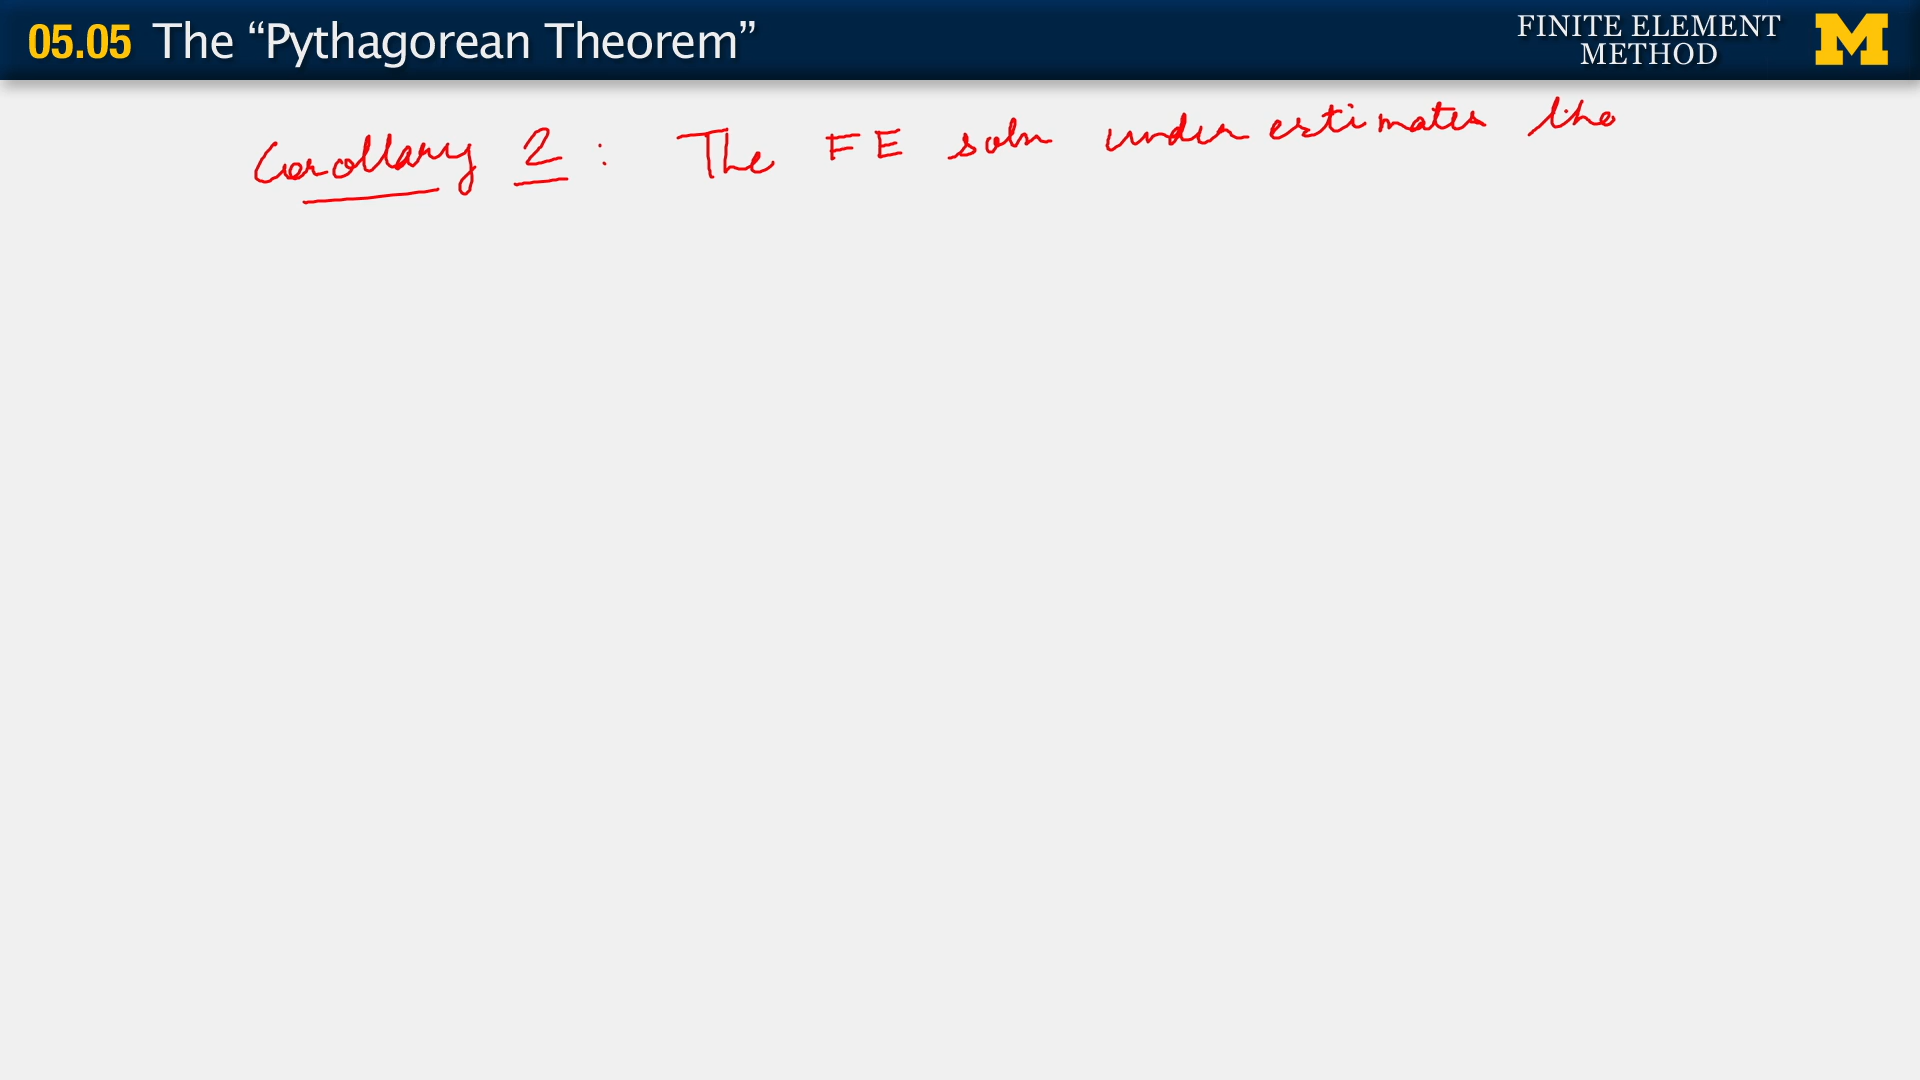 05.05 The “Pythagorean Theorem”
FINITE ELEMENT
METHOD
M
Corollary 2 : The FE soln underestimates the